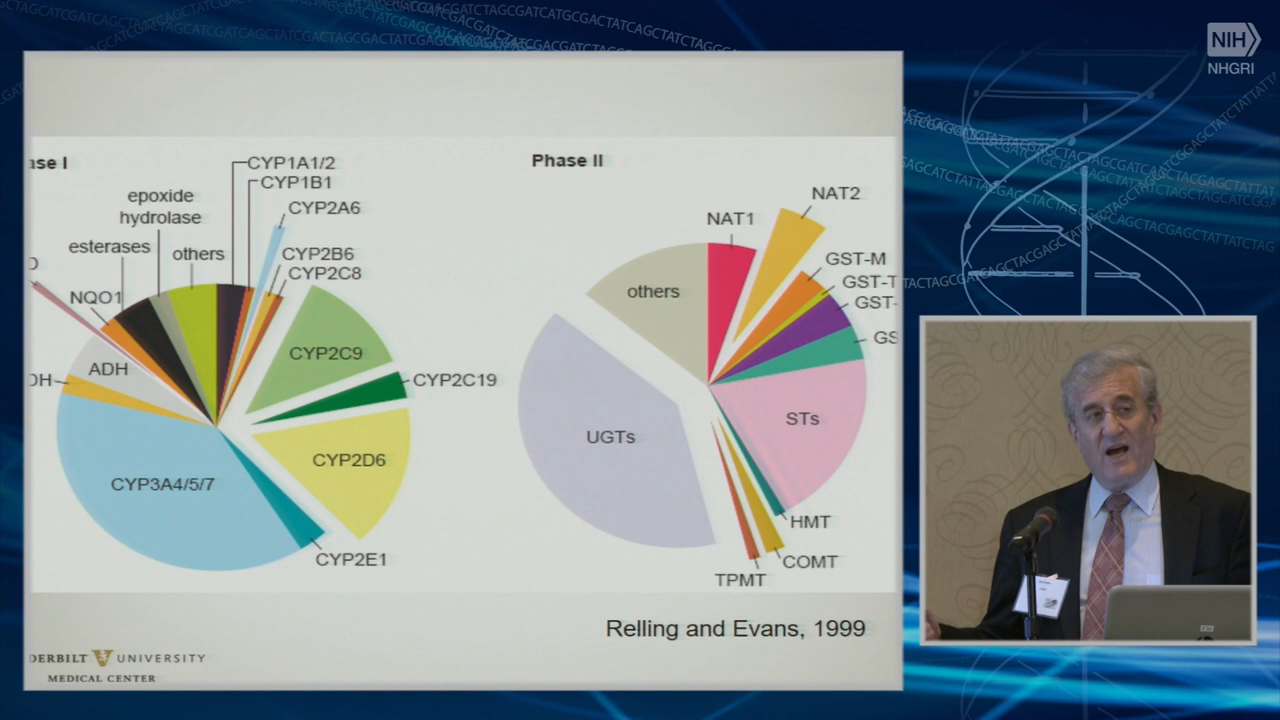 NIH
NHGRI
ase I
CYP1A1/2
CYP1B1
epoxide
hydrolase
CYP2A6
esterases
others
CYP2B6
CYP2C8
NQO1
CYP2C9
ADH
DH
CYP2C19
CYP2D6
CYP3A4/5/7
CYP2E1
Phase II
NAT2
NAT1
GST-M
GST-T
GST-
GS
others
STs
UGTs
HMT
COMT
TPMT
Relling and Evans, 1999
DERBILT UNIVERSITY
MEDICAL CENTER